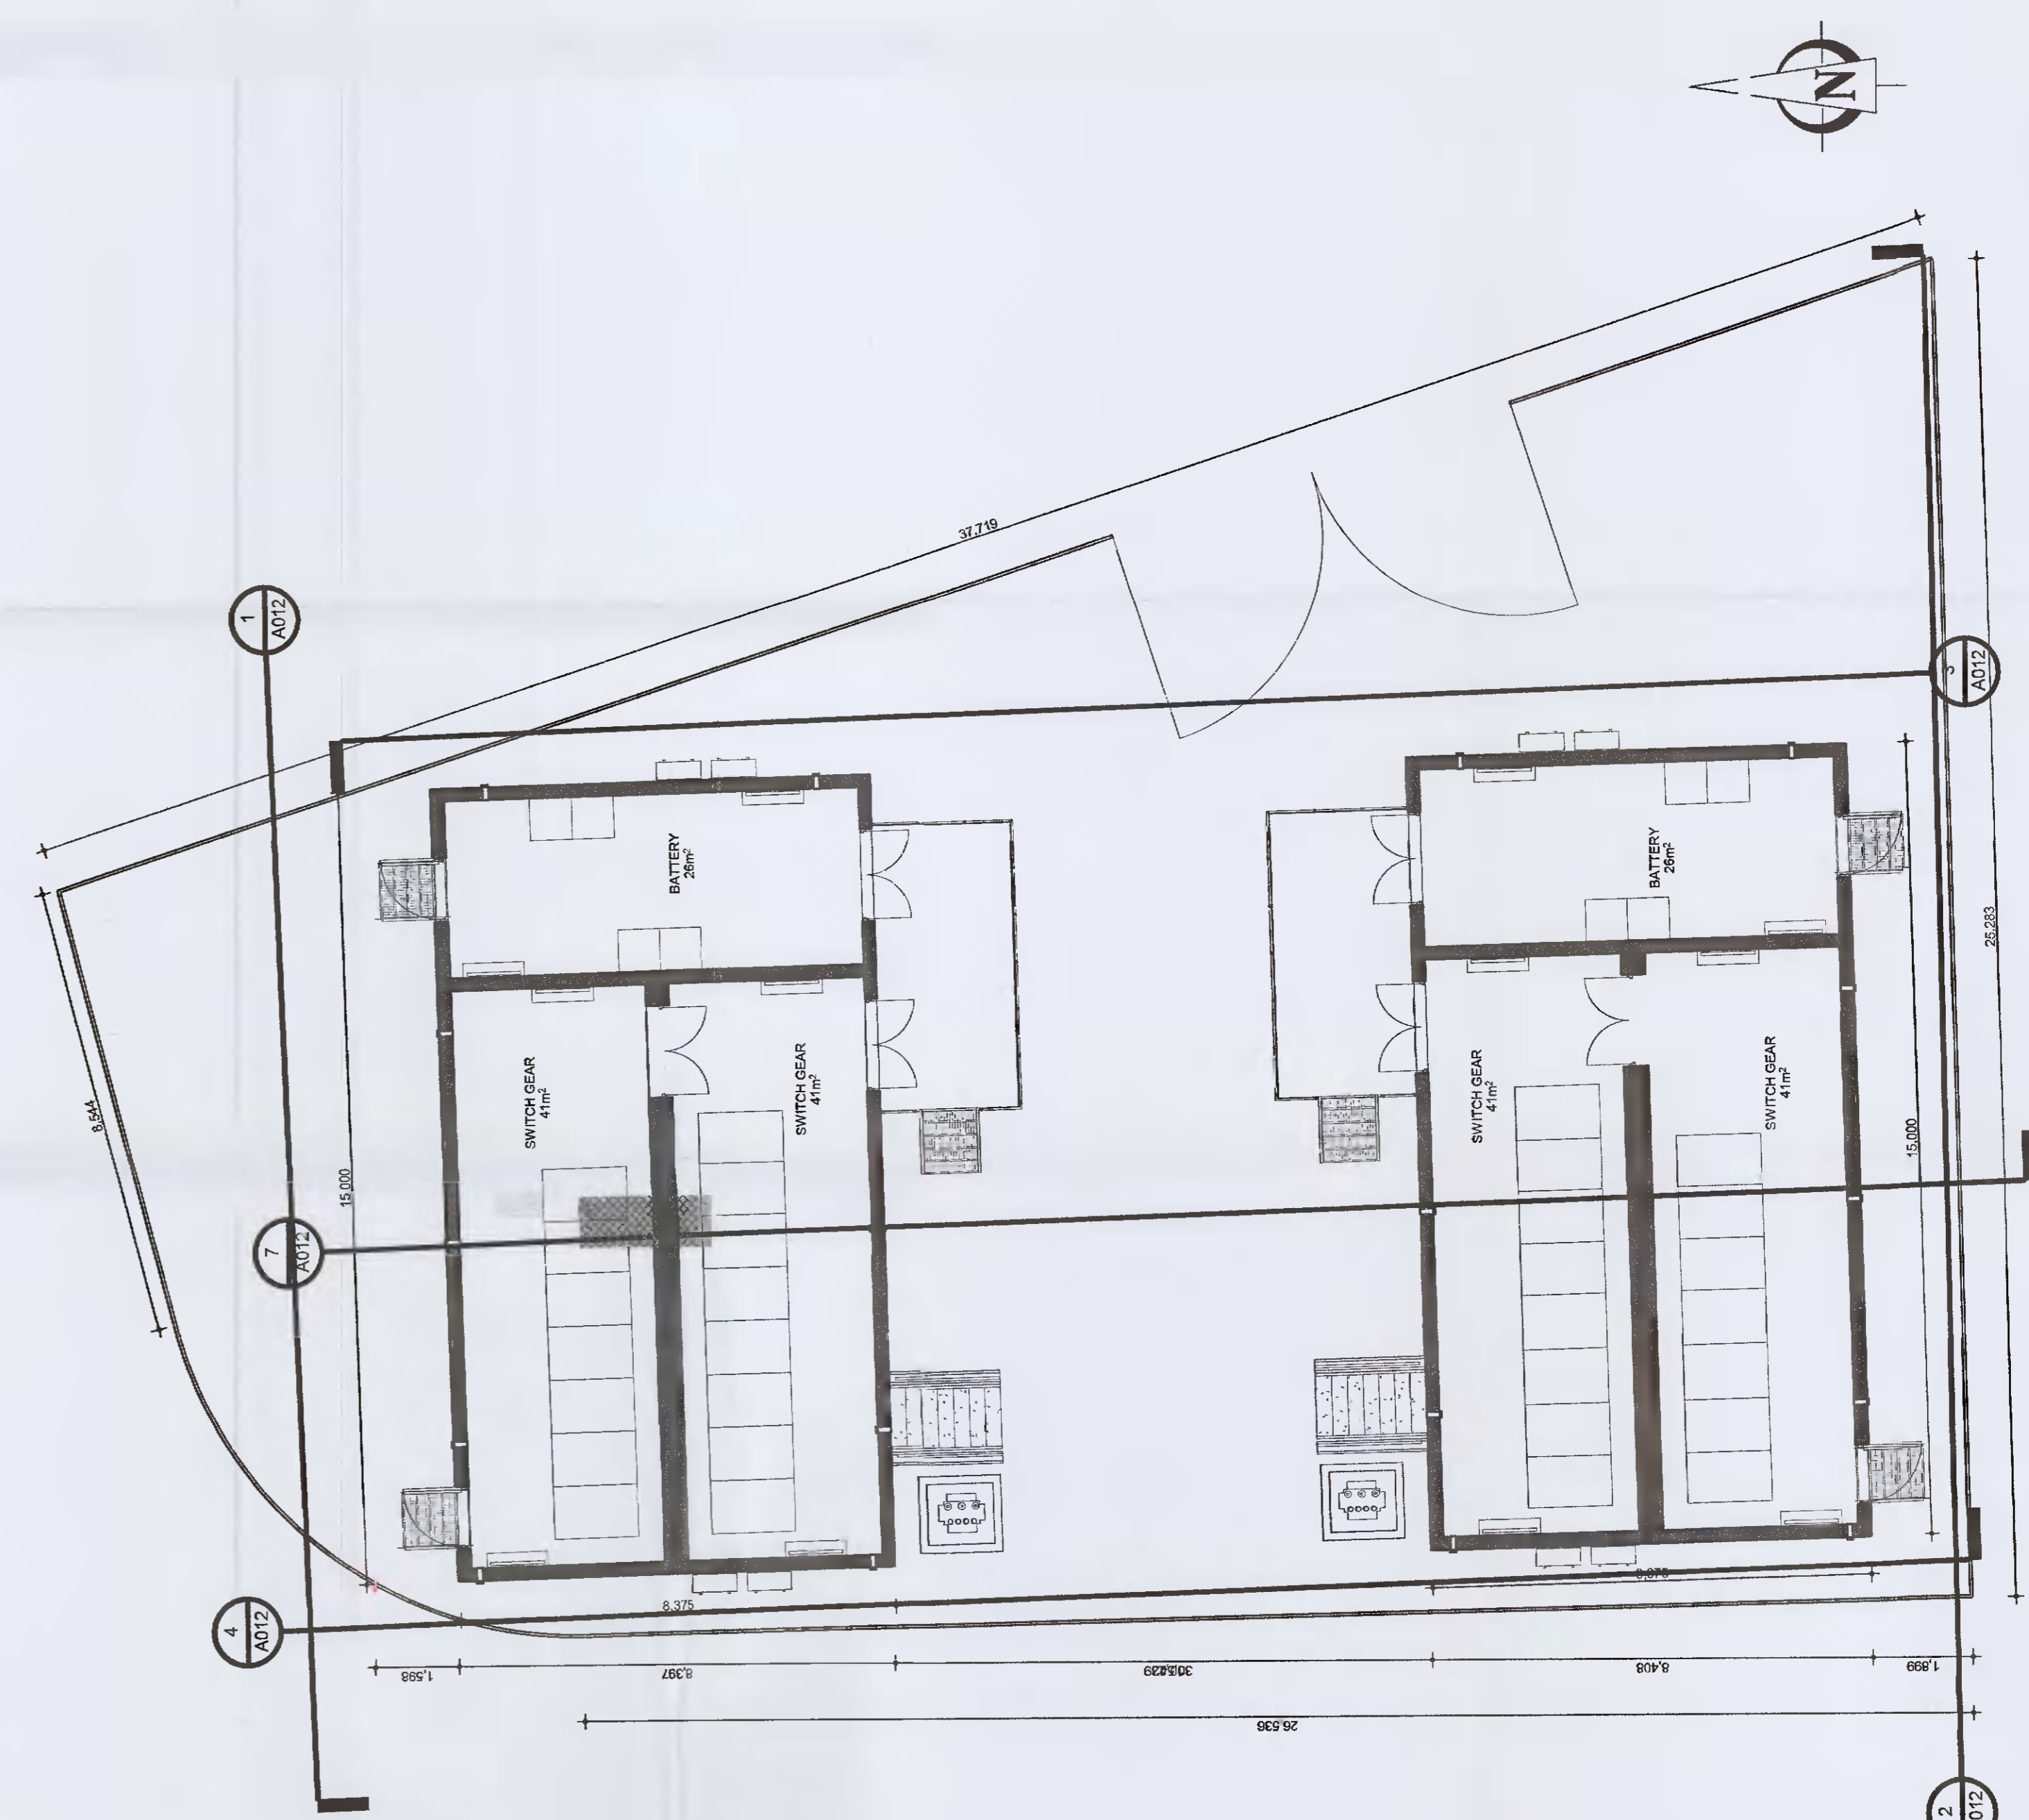 N
37,719
1
A012
3
A012
BATTERY
26m²
BATTERY
26m²
25,283
8,544
SWITCH GEAR
41m²
SWITCH GEAR
41m²
SWITCH GEAR
41m²
SWITCH GEAR
41m²
15,000
15,000
7
A012
8,375
4
A012
1,598
8,397
8,408
1,899
26,536
2